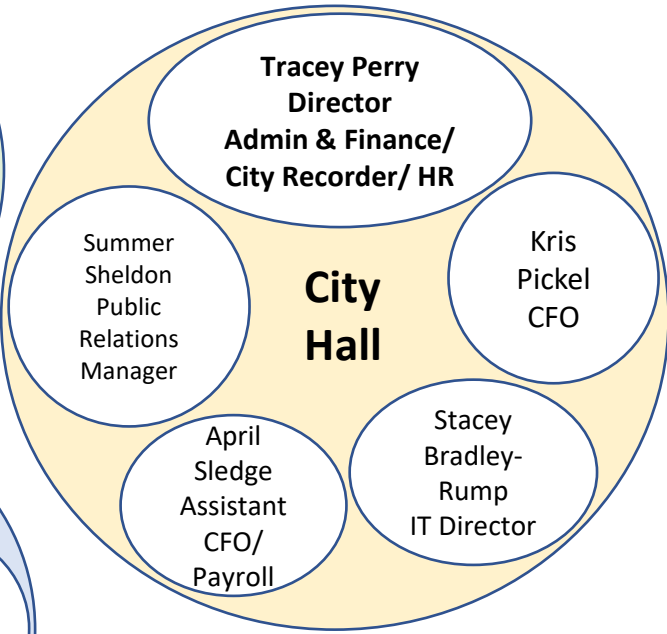 Tracey Perry
Director
Admin & Finance/
City Recorder/ HR
Summer
Sheldon
Public
Relations
Manager
City
Hall
Kris
Pickel
CFO
April
Sledge
Assistant
CFO/
Payroll
Stacey
Bradley-
Rump
IT Director